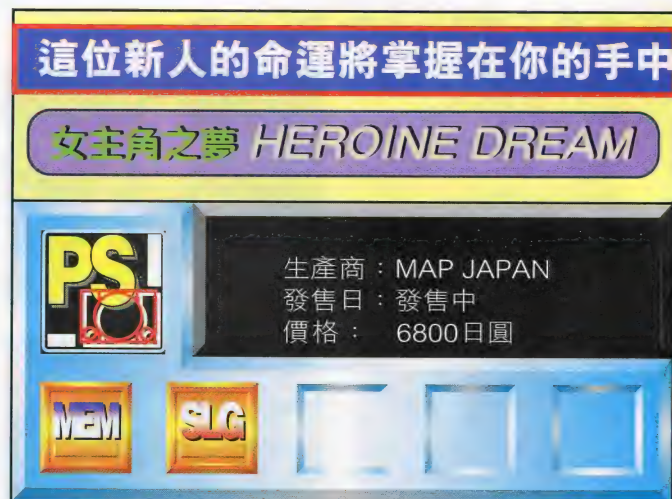 這位新人的命運將掌握在你的手中
女主角之夢 HEROINE DREAM
PS
生產商：MAP JAPAN
發售日：發售中
價格： 6800日圓
MEM SLG